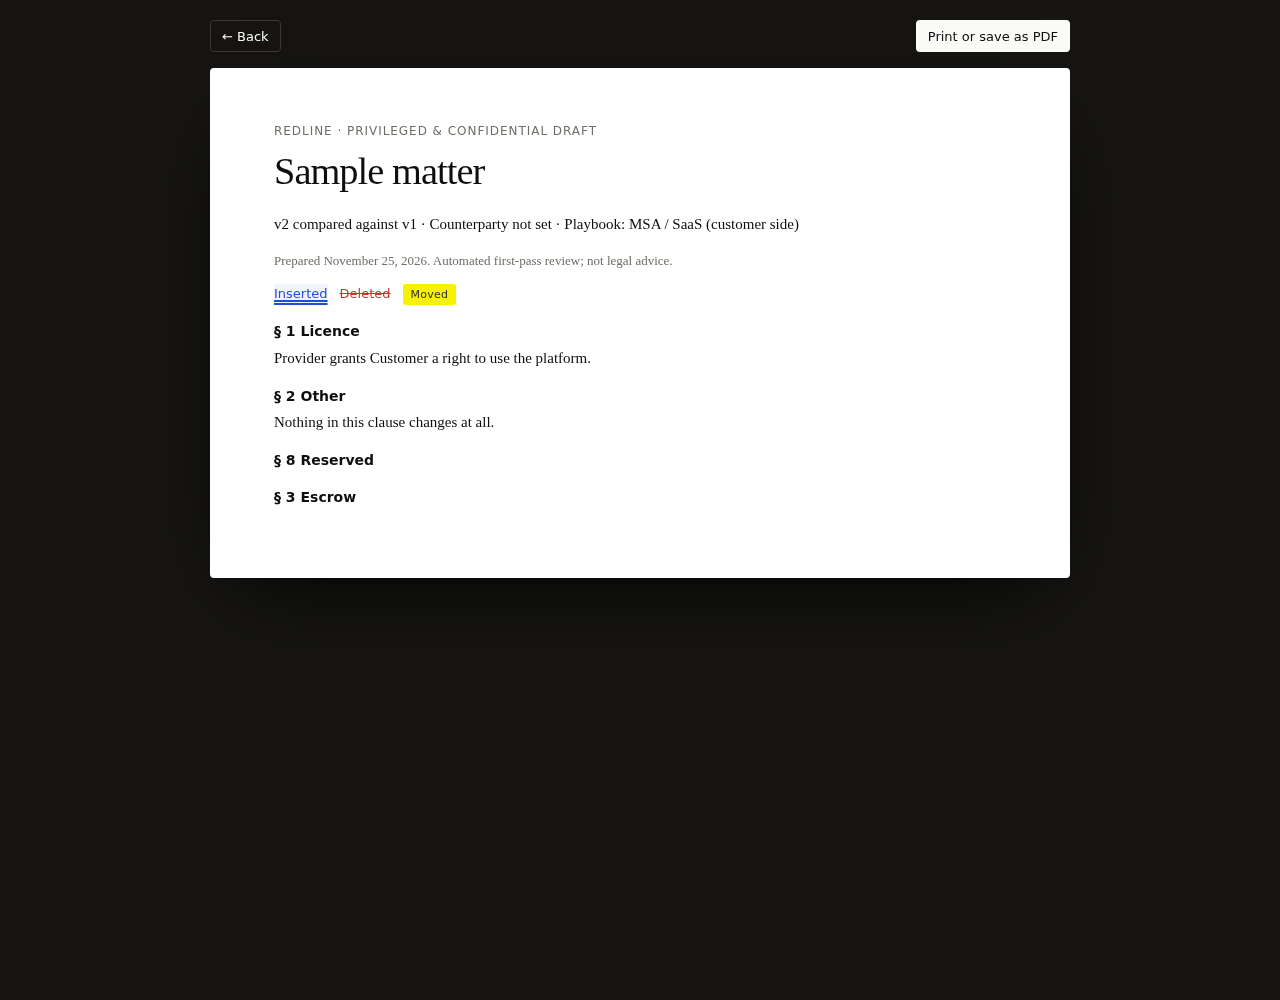 ← Back
Print or save as PDF
REDLINE · PRIVILEGED & CONFIDENTIAL DRAFT
Sample matter
v2 compared against v1 · Counterparty not set · Playbook: MSA / SaaS (customer side)
Prepared November 25, 2026. Automated first-pass review; not legal advice.
Inserted Deleted Moved
§ 1 Licence
Provider grants Customer a right to use the platform.
§ 2 Other
Nothing in this clause changes at all.
§ 8 Reserved
§ 3 Escrow